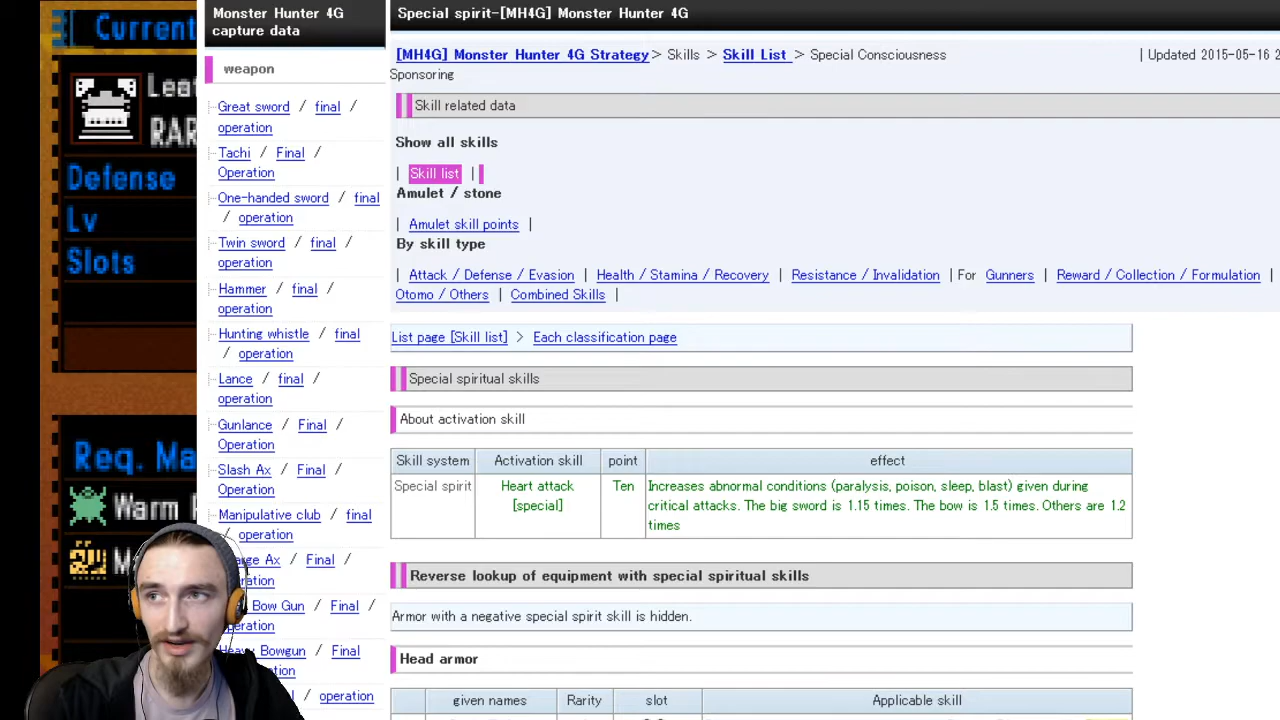 Current
Leat
RAR
Defense
Lv
Slots
Req. Ma
Warm
Monster Hunter 4G
capture data
weapon
Great sword / final /
operation
Tachi / Final /
Operation
One-handed sword / final
/ operation
Twin sword / final /
operation
Hammer / final /
operation
Hunting whistle / final
/ operation
Lance / final /
operation
Gunlance / Final /
Operation
Slash Ax / Final /
Operation
Manipulative club / final
/ operation
arge Ax / Final /
eration
Bow Gun / Final /
eration
Heavy Bowgun / Final
tion
/ operation
Special spirit-[MH4G] Monster Hunter 4G
[MH4G] Monster Hunter 4G Strategy > Skills > Skill List > Special Consciousness
| Updated 2015-05-16 2
Sponsoring
Skill related data
Show all skills
| Skill list |
Amulet / stone
| Amulet skill points |
By skill type
| Attack / Defense / Evasion | Health / Stamina / Recovery | Resistance / Invalidation | For Gunners | Reward / Collection / Formulation |
Otomo / Others | Combined Skills |
List page [Skill list] > Each classification page
Special spiritual skills
About activation skill
Skill system Activation skill point effect
Special spirit Heart attack [special] Ten Increases abnormal conditions (paralysis, poison, sleep, blast) given during
critical attacks. The big sword is 1.15 times. The bow is 1.5 times. Others are 1.2
times
Reverse lookup of equipment with special spiritual skills
Armor with a negative special spirit skill is hidden.
Head armor
given names Rarity slot Applicable skill